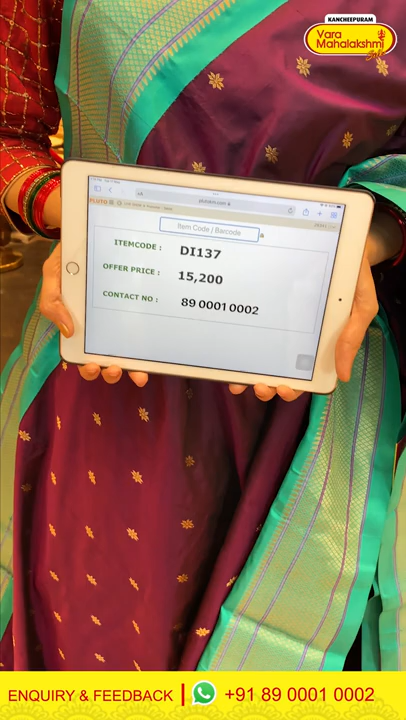 KANCHEEPURAM
Vara
Mahalakshmi
Silks
Item Code / Barcode
ITEMCODE : DI137
OFFER PRICE : 15,200
CONTACT NO : 89 0001 0002
ENQUIRY & FEEDBACK | +91 89 0001 0002